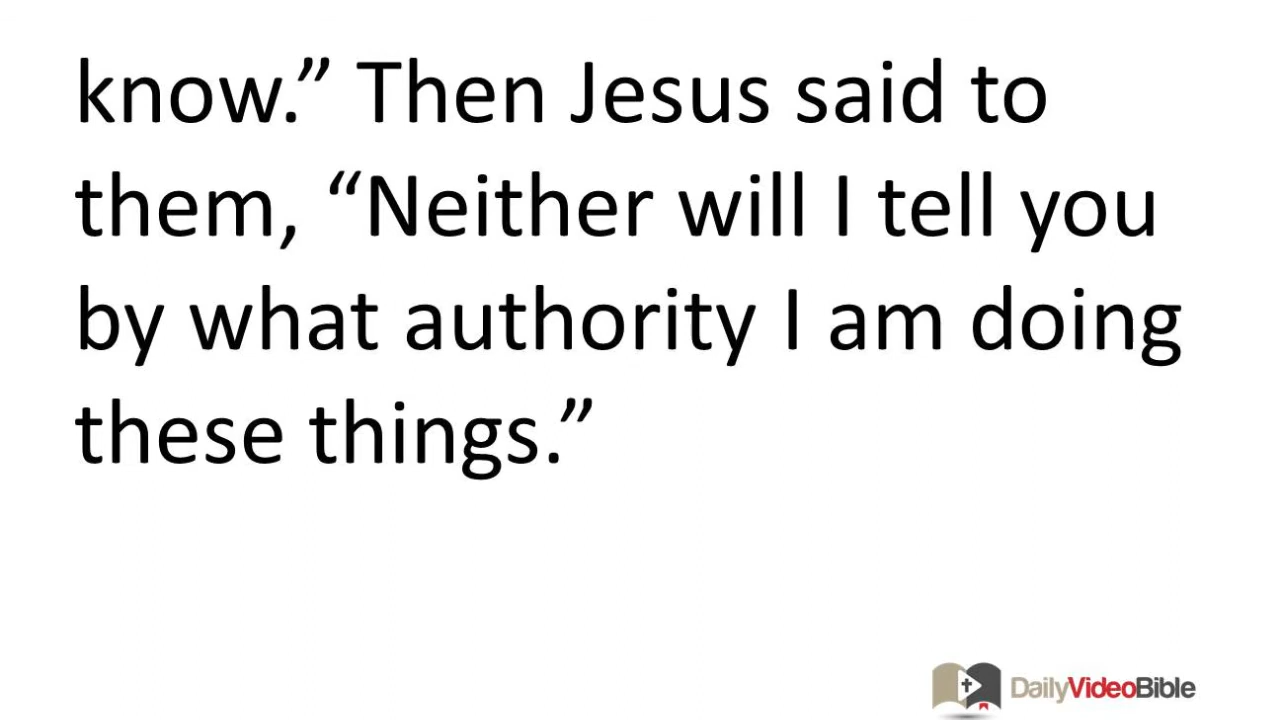 know.” Then Jesus said to
them, “Neither will I tell you
by what authority I am doing
these things.”
DailyVideoBible